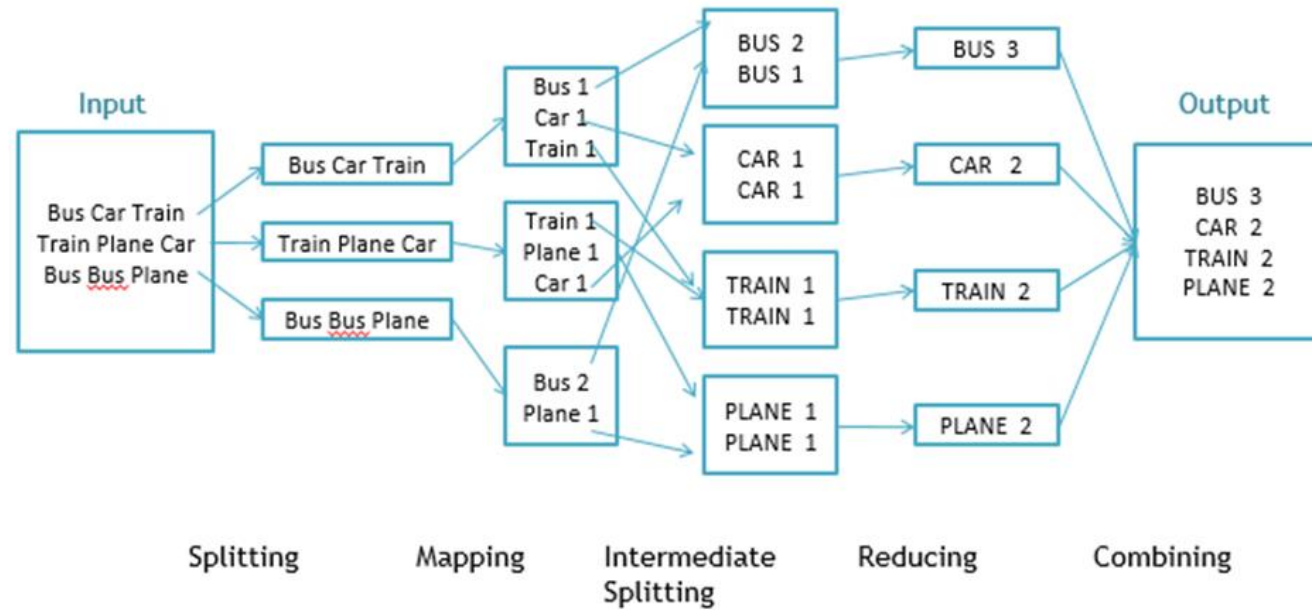 Input
Bus Car Train
Train Plane Car
Bus Bus Plane
Bus Car Train
Train Plane Car
Bus Bus Plane
Bus 1
Car 1
Train 1
Train 1
Plane 1
Car 1
Bus 2
Plane 1
BUS 2
BUS 1
CAR 1
CAR 1
TRAIN 1
TRAIN 1
PLANE 1
PLANE 1
BUS 3
CAR 2
TRAIN 2
PLANE 2
Output
BUS 3
CAR 2
TRAIN 2
PLANE 2
Splitting
Mapping
Intermediate
Splitting
Reducing
Combining